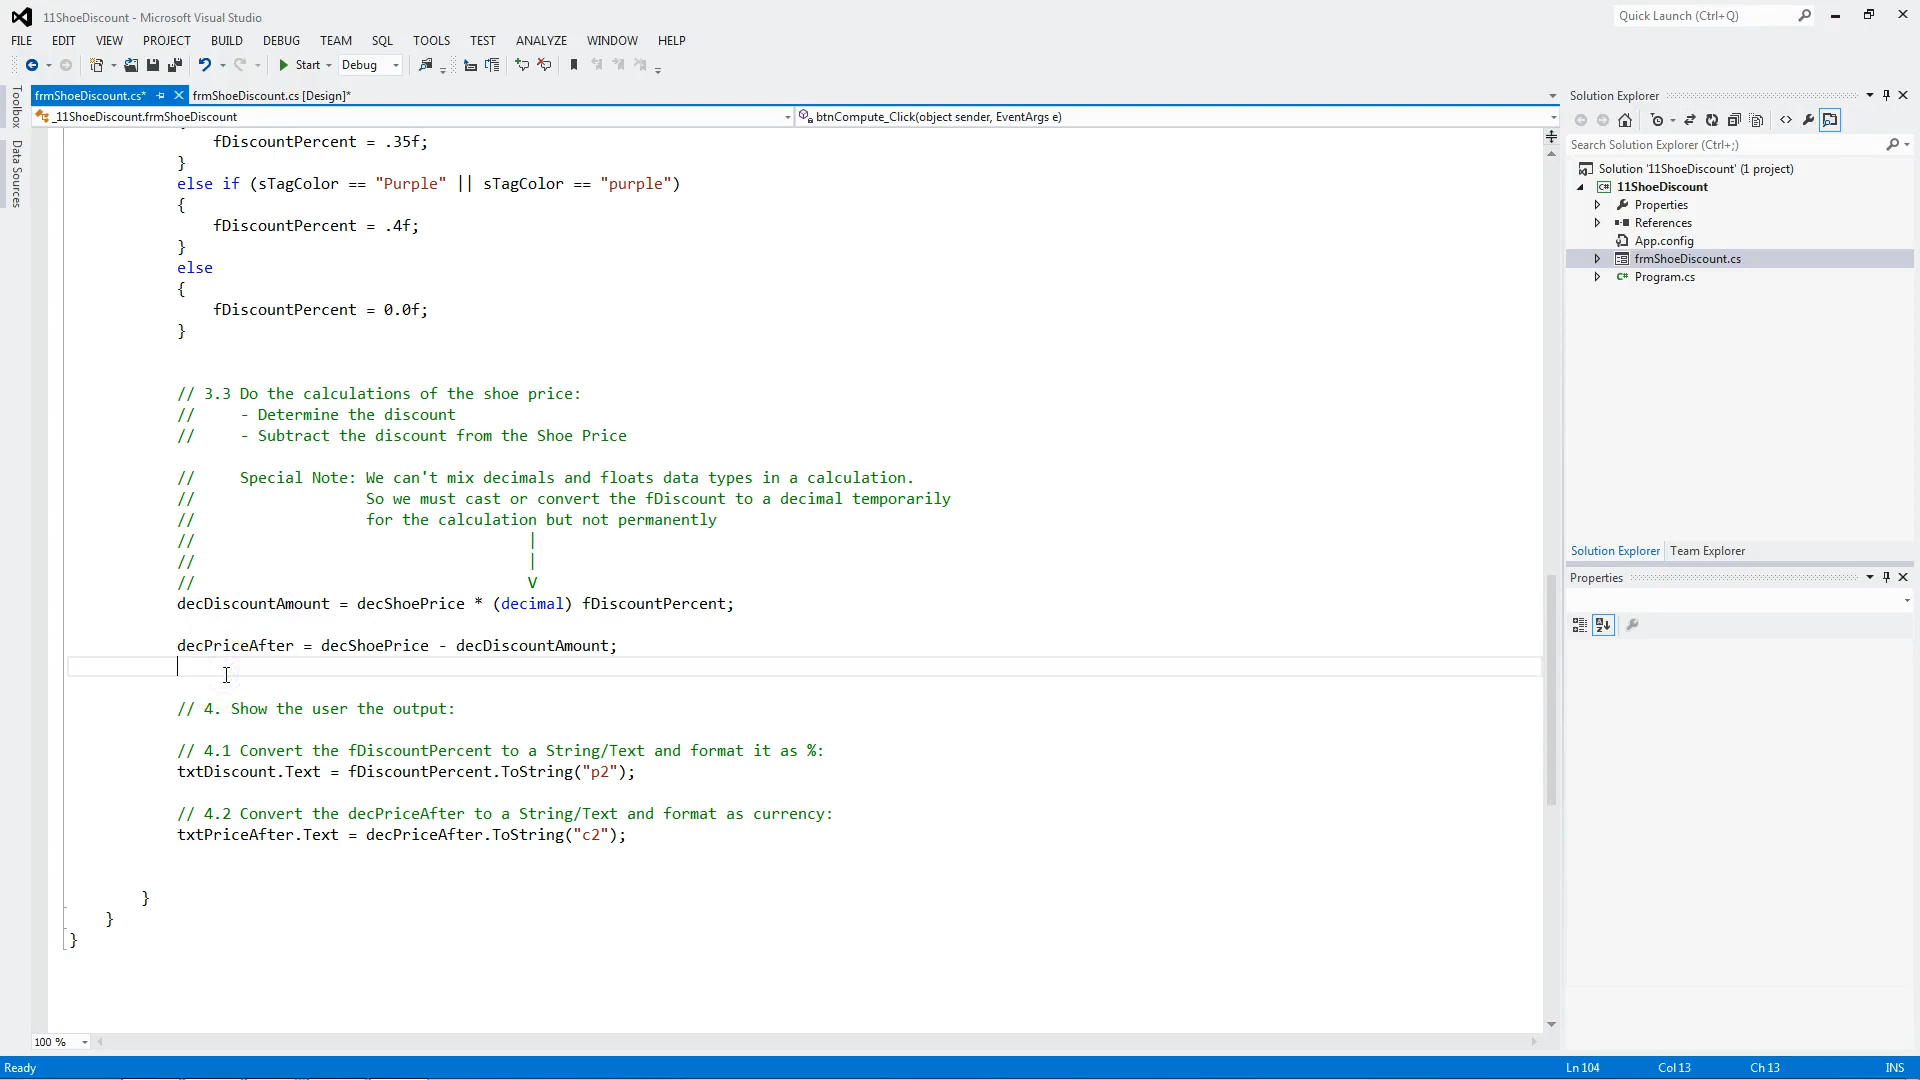 11ShoeDiscount - Microsoft Visual Studio
Quick Launch (Ctrl+Q)
FILE EDIT VIEW PROJECT BUILD DEBUG TEAM SQL TOOLS TEST ANALYZE WINDOW HELP
Start Debug
frmShoeDiscount.cs* frmShoeDiscount.cs [Design]*
_11ShoeDiscount.frmShoeDiscount btnCompute_Click(object sender, EventArgs e)
Toolbox
Data Sources
fDiscountPercent = .35f;
}
else if (sTagColor == "Purple" || sTagColor == "purple")
{
fDiscountPercent = .4f;
}
else
{
fDiscountPercent = 0.0f;
}
// 3.3 Do the calculations of the shoe price:
// - Determine the discount
// - Subtract the discount from the Shoe Price
// Special Note: We can't mix decimals and floats data types in a calculation.
// So we must cast or convert the fDiscount to a decimal temporarily
// for the calculation but not permanently
// |
// |
// V
decDiscountAmount = decShoePrice * (decimal) fDiscountPercent;
decPriceAfter = decShoePrice - decDiscountAmount;
// 4. Show the user the output:
// 4.1 Convert the fDiscountPercent to a String/Text and format it as %:
txtDiscount.Text = fDiscountPercent.ToString("p2");
// 4.2 Convert the decPriceAfter to a String/Text and format as currency:
txtPriceAfter.Text = decPriceAfter.ToString("c2");
}
}
}
100 %
Solution Explorer
Search Solution Explorer (Ctrl+;)
Solution '11ShoeDiscount' (1 project)
C# 11ShoeDiscount
Properties
References
App.config
frmShoeDiscount.cs
C# Program.cs
Solution Explorer Team Explorer
Properties
Ready Ln 104 Col 13 Ch 13 INS